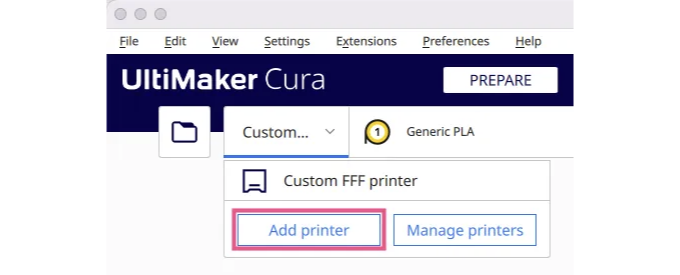 File Edit View Settings Extensions Preferences Help
UltiMaker Cura PREPARE
Custom... 1 Generic PLA
Custom FFF printer
Add printer Manage printers